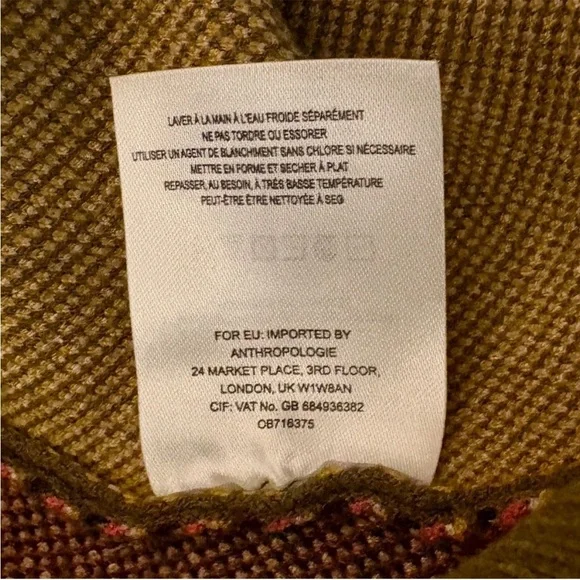 LAVER À LA MAIN À L'EAU FROIDE SÉPARÉMENT
NE PAS TORDRE OU ESSORER
UTILISER UN AGENT DE BLANCHIMENT SANS CHLORE SI NÉCESSAIRE
METTRE EN FORME ET SECHER À PLAT
REPASSER, AU BESOIN, À TRÈS BASSE TEMPÉRATURE
PEUT-ÊTRE ÊTRE NETTOYÉE À SEG
FOR EU: IMPORTED BY
ANTHROPOLOGIE
24 MARKET PLACE, 3RD FLOOR,
LONDON, UK W1W8AN
CIF: VAT No. GB 684936382
OB716375